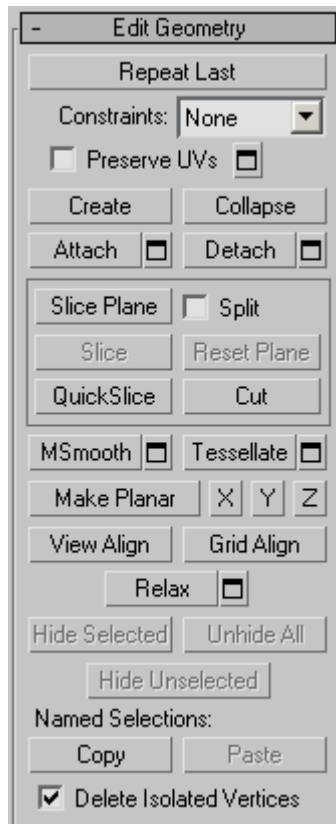 - Edit Geometry
Repeat Last
Constraints: None
Preserve UVs
Create Collapse
Attach Detach
Slice Plane Split
Slice Reset Plane
QuickSlice Cut
MSmooth Tessellate
Make Planar X Y Z
View Align Grid Align
Relax
Hide Selected Unhide All
Hide Unselected
Named Selections:
Copy Paste
Delete Isolated Vertices